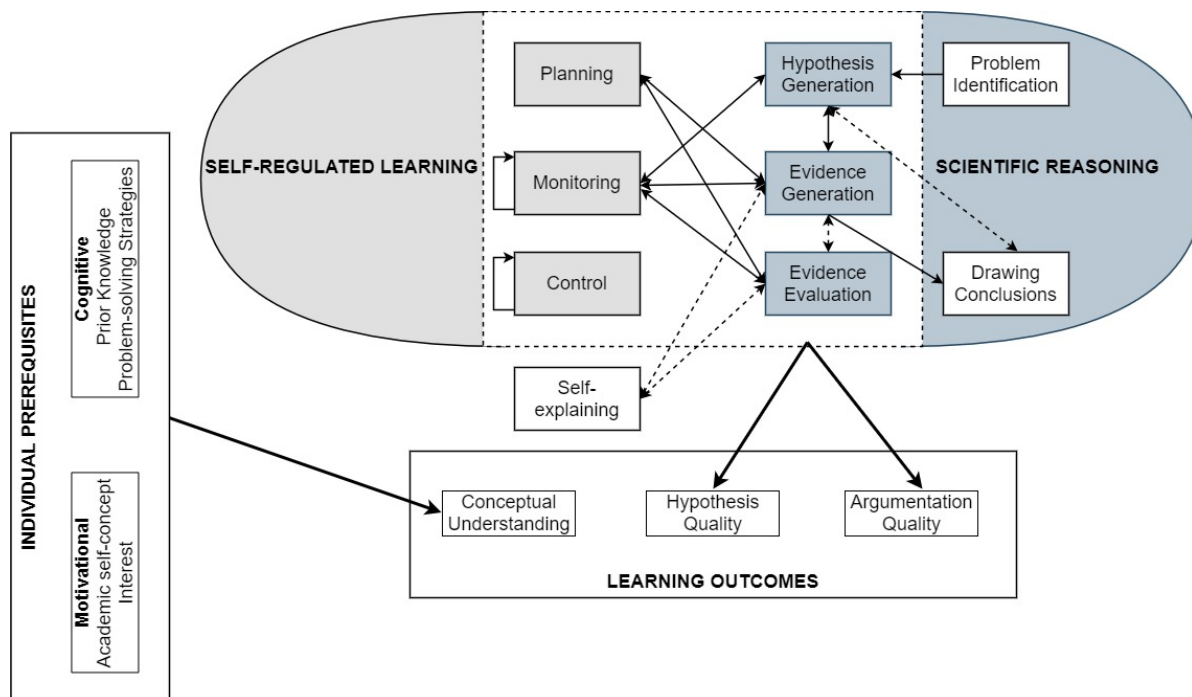 INDIVIDUAL PREREQUISITES
Cognitive
Prior Knowledge
Problem-solving Strategies
Motivational
Academic self-concept
Interest
SELF-REGULATED LEARNING
Planning
Monitoring
Control
Self-
explaining
Hypothesis
Generation
Evidence
Generation
Evidence
Evaluation
Problem
Identification
SCIENTIFIC REASONING
Drawing
Conclusions
Conceptual
Understanding
Hypothesis
Quality
Argumentation
Quality
LEARNING OUTCOMES